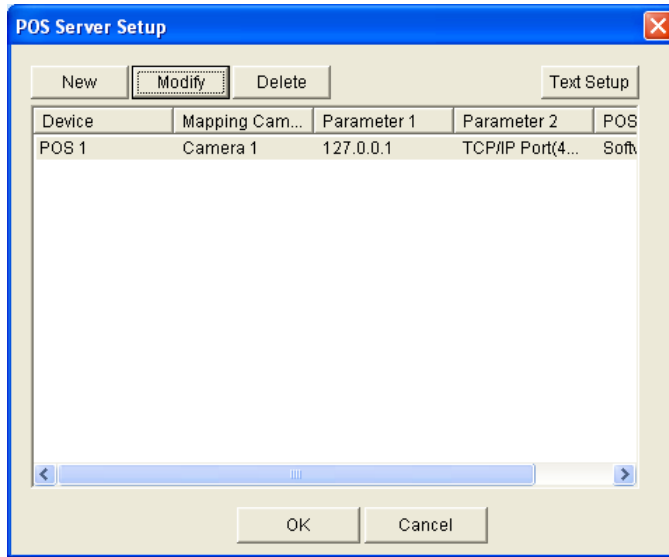 POS Server Setup
New Modify Delete Text Setup
Device Mapping Cam... Parameter 1 Parameter 2 POS
POS 1 Camera 1 127.0.0.1 TCP/IP Port(4...
OK Cancel